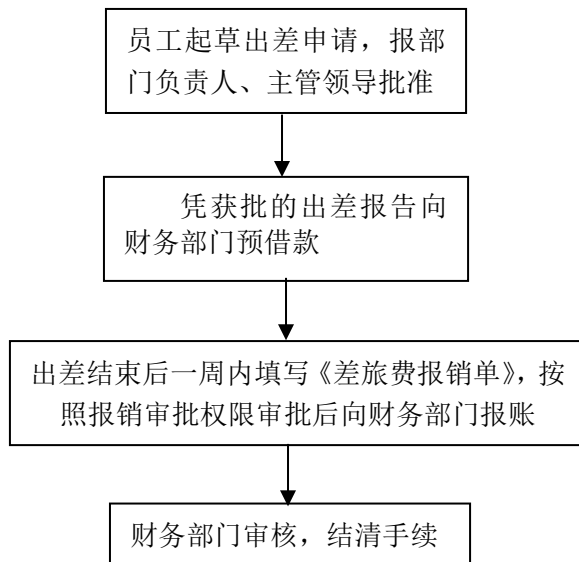 员工起草出差申请，报部
门负责人、主管领导批准
凭获批的出差报告向
财务部门预借款
出差结束后一周内填写《差旅费报销单》，按
照报销审批权限审批后向财务部门报账
财务部门审核，结清手续